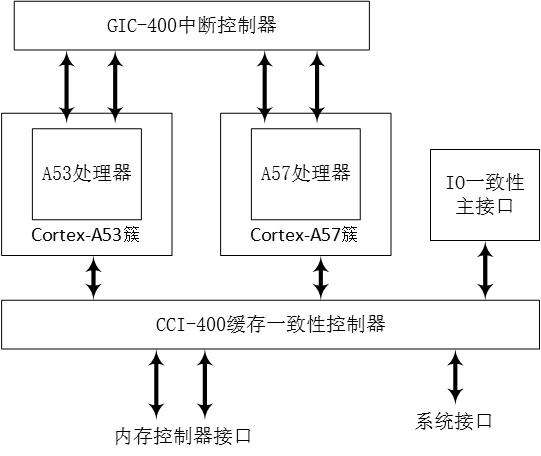 GIC-400中断控制器
A53处理器
A57处理器
IO一致性
主接口
Cortex-A53簇
Cortex-A57簇
CCI-400缓存一致性控制器
内存控制器接口
系统接口